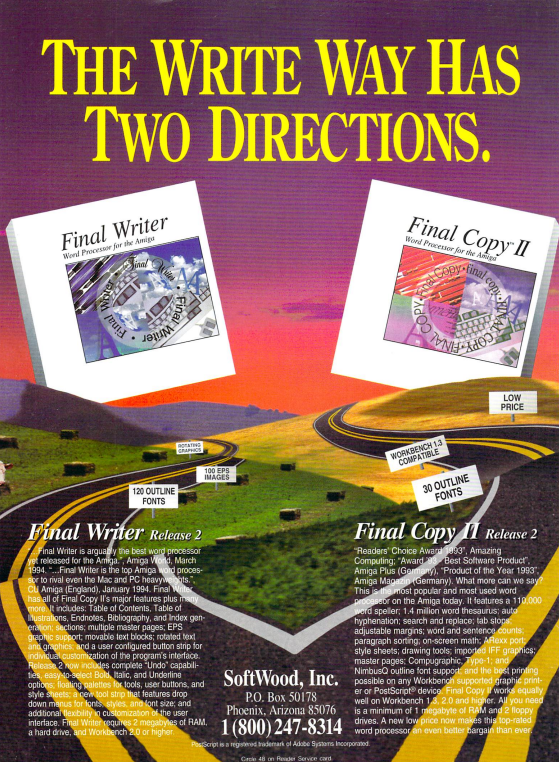 THE WRITE WAY HAS
TWO DIRECTIONS.
Final Writer
Word Processor for the Amiga
Final Writer • Final Writer • Final Writer
Final Copy™ II
Word Processor for the Amiga
Final Copy • final copy • FINAL COPY • FINAL COPY
LOW
PRICE
ROTATING
GRAPHICS
WORKBENCH 1.3
COMPATIBLE
100 EPS
IMAGES
120 OUTLINE
FONTS
30 OUTLINE
FONTS
Final Writer Release 2
"...Final Writer is arguably the best word processor
yet released for the Amiga.", Amiga World, March
1994. "....Final Writer is the top Amiga word proces-
sor to rival even the Mac and PC heavyweights.",
CU Amiga (England), January 1994. Final Writer
has all of Final Copy II's major features plus many
more. It includes: Table of Contents, Table of
Illustrations, Endnotes, Bibliography, and Index gen-
eration; sections; multiple master pages; EPS
graphic support; movable text blocks; rotated text
and graphics; and a user configured button strip for
individual customization of the program's interface.
Release 2 now includes complete "Undo" capabili-
ties, easy-to-select Bold, Italic, and Underlining
options; floating palettes for tools, user buttons, and
style sheets; a new tool strip that features drop
down menus for fonts, styles, and font size; and
additional flexibility in customization of the user
interface. Final Writer requires 2 megabytes of RAM,
a hard drive, and Workbench 2.0 or higher.
Final Copy II Release 2
"Readers' Choice Award 1993", Amazing
Computing; "Award '93 - Best Software Product",
Amiga Plus (Germany), "Product of the Year 1993",
Amiga Magazin (Germany). What more can we say?
This is the most popular and most used word
processor on the Amiga today. It features a 110,000
word speller; 1.4 million word thesaurus; auto
hyphenation; search and replace; tab stops;
adjustable margins; word and sentence counts;
paragraph sorting; on-screen math; ARexx port;
style sheets; drawing tools; imported IFF graphics;
master pages; Compugraphic, Type-1; and
NimbusQ outline font support; and the best printing
possible on any Workbench supported graphic print-
er or PostScript® device. Final Copy II works equally
well on Workbench 1.3, 2.0 and higher. All you need
is a minimum of 1 megabyte of RAM and 2 floppy
drives. A new low price now makes this top-rated
word processor an even better bargain than ever.
SoftWood, Inc.
P.O. Box 50178
Phoenix, Arizona 85076
1 (800) 247-8314
PostScript is a registered trademark of Adobe Systems Incorporated.
Circle 48 on Reader Service card.